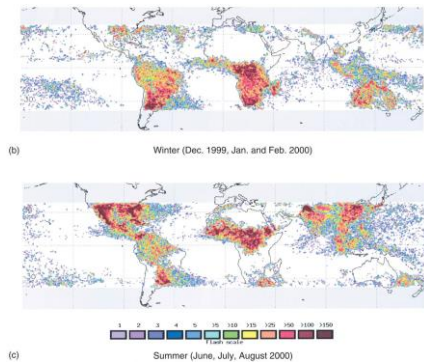 (b)
Winter (Dec. 1999, Jan. and Feb. 2000)
1 2 3 4 5 >5 >10 >15 >25 >50 >100 >150
Flash scale
(c)
Summer (June, July, August 2000)